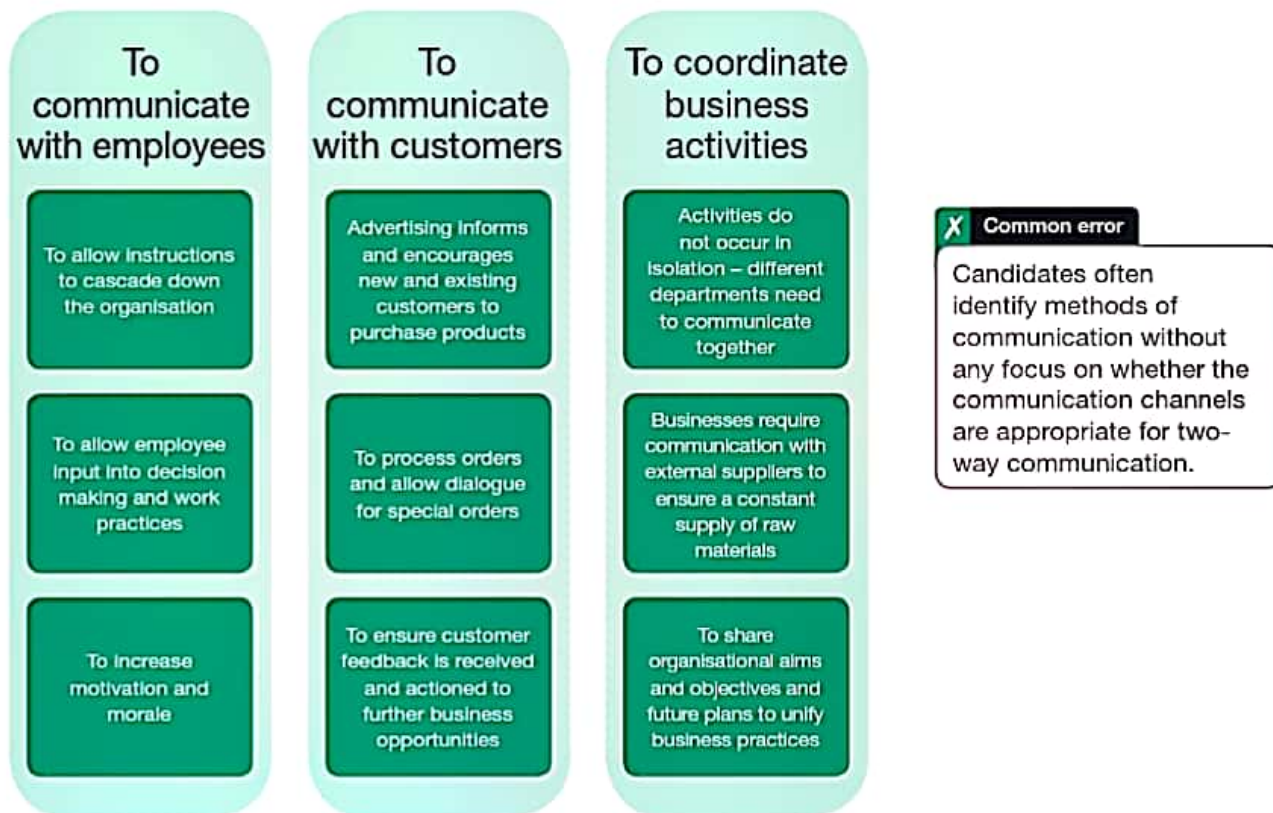 To
communicate
with employees
To allow instructions
to cascade down
the organisation
To allow employee
input into decision
making and work
practices
To increase
motivation and
morale
To
communicate
with customers
Advertising informs
and encourages
new and existing
customers to
purchase products
To process orders
and allow dialogue
for special orders
To ensure customer
feedback is received
and actioned to
further business
opportunities
To coordinate
business
activities
Activities do
not occur in
isolation – different
departments need
to communicate
together
Businesses require
communication with
external suppliers to
ensure a constant
supply of raw
materials
To share
organisational aims
and objectives and
future plans to unify
business practices
X Common error
Candidates often
identify methods of
communication without
any focus on whether the
communication channels
are appropriate for two-
way communication.